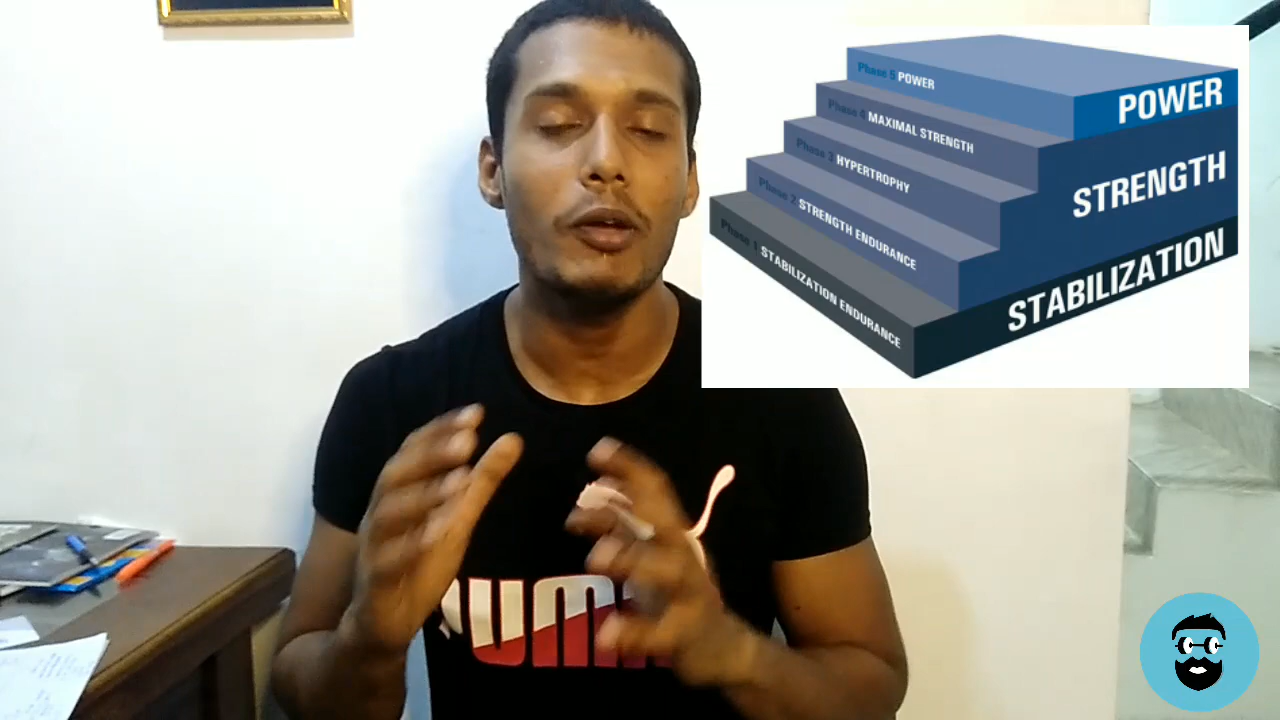 Phase 5 POWER
POWER
Phase 4 MAXIMAL STRENGTH
Phase 3 HYPERTROPHY
STRENGTH
Phase 2 STRENGTH ENDURANCE
Phase 1 STABILIZATION ENDURANCE
STABILIZATION
PUMA